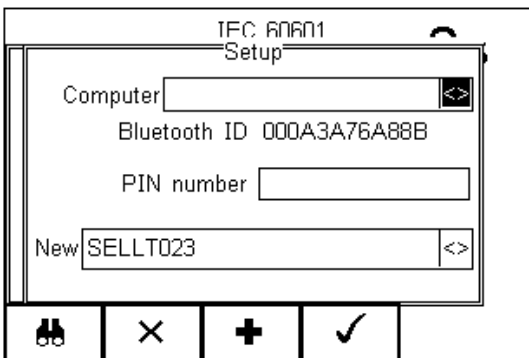 IEC 60601
Setup
Computer <>
Bluetooth ID 000A3A76A88B
PIN number
New SELLT023 <>